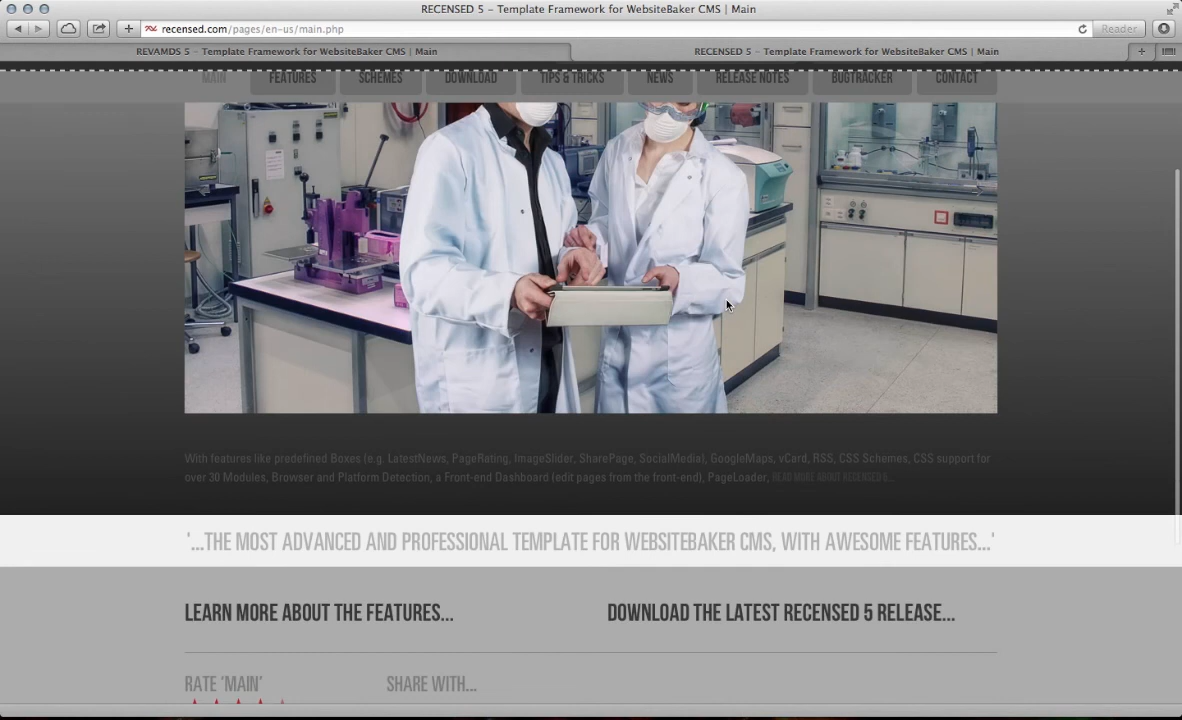 RECENSED 5 – Template Framework for WebsiteBaker CMS | Main
recensed.com/pages/en-us/main.php
Reader
REVAMDS 5 – Template Framework for WebsiteBaker CMS | Main
RECENSED 5 – Template Framework for WebsiteBaker CMS | Main
MAIN
FEATURES
SCHEMES
DOWNLOAD
TIPS & TRICKS
NEWS
RELEASE NOTES
BUGTRACKER
CONTACT
With features like predefined Boxes (e.g. LatestNews, PageRating, ImageSlider, SharePage, SocialMedia), GoogleMaps, vCard, RSS, CSS Schemes, CSS support for
over 30 Modules, Browser and Platform Detection, a Front-end Dashboard (edit pages from the front-end), PageLoader, READ MORE ABOUT RECENSED 5...
'...THE MOST ADVANCED AND PROFESSIONAL TEMPLATE FOR WEBSITEBAKER CMS, WITH AWESOME FEATURES...'
LEARN MORE ABOUT THE FEATURES...
DOWNLOAD THE LATEST RECENSED 5 RELEASE...
RATE 'MAIN'
SHARE WITH...